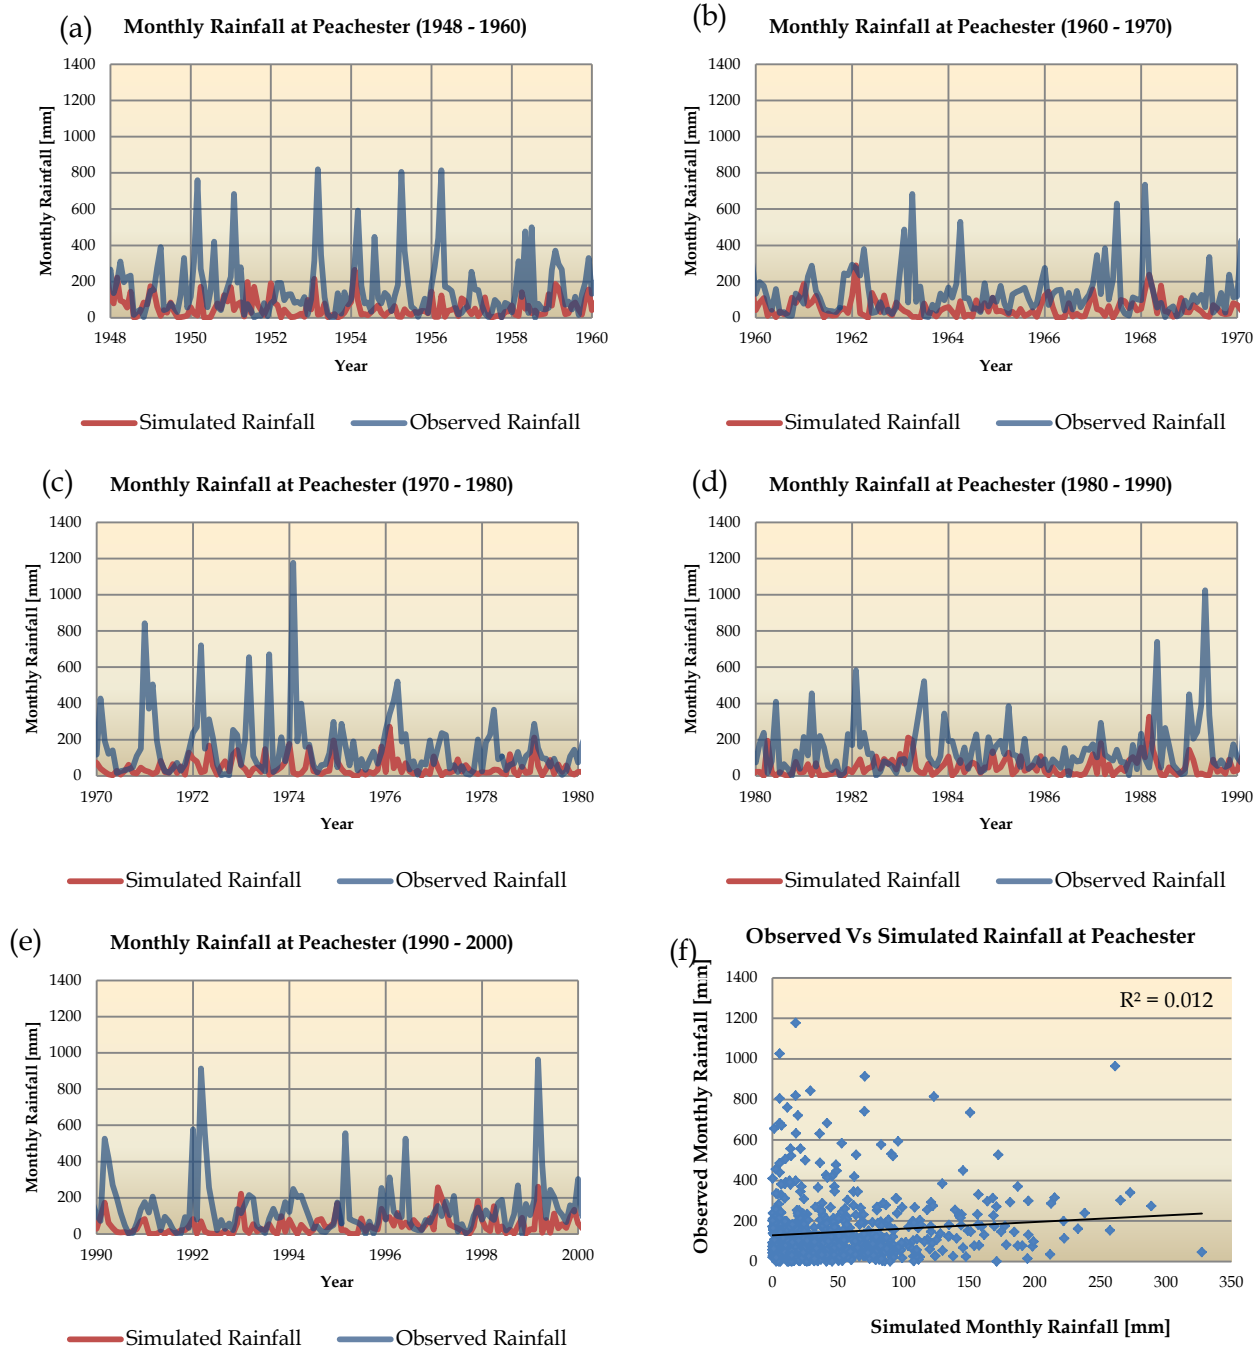 (a) Monthly Rainfall at Peachester (1948 - 1960)
Monthly Rainfall [mm]
1400
1200
1000
800
600
400
200
0
1948 1950 1952 1954 1956 1958 1960
Year
Simulated Rainfall Observed Rainfall
(b) Monthly Rainfall at Peachester (1960 - 1970)
Monthly Rainfall [mm]
1400
1200
1000
800
600
400
200
0
1960 1962 1964 1966 1968 1970
Year
Simulated Rainfall Observed Rainfall
(c) Monthly Rainfall at Peachester (1970 - 1980)
Monthly Rainfall [mm]
1400
1200
1000
800
600
400
200
0
1970 1972 1974 1976 1978 1980
Year
Simulated Rainfall Observed Rainfall
(d) Monthly Rainfall at Peachester (1980 - 1990)
Monthly Rainfall [mm]
1400
1200
1000
800
600
400
200
0
1980 1982 1984 1986 1988 1990
Year
Simulated Rainfall Observed Rainfall
(e) Monthly Rainfall at Peachester (1990 - 2000)
Monthly Rainfall [mm]
1400
1200
1000
800
600
400
200
0
1990 1992 1994 1996 1998 2000
Year
Simulated Rainfall Observed Rainfall
(f) Observed Vs Simulated Rainfall at Peachester
Observed Monthly Rainfall [mm]
1400
1200
1000
800
600
400
200
0
R² = 0.012
0 50 100 150 200 250 300 350
Simulated Monthly Rainfall [mm]